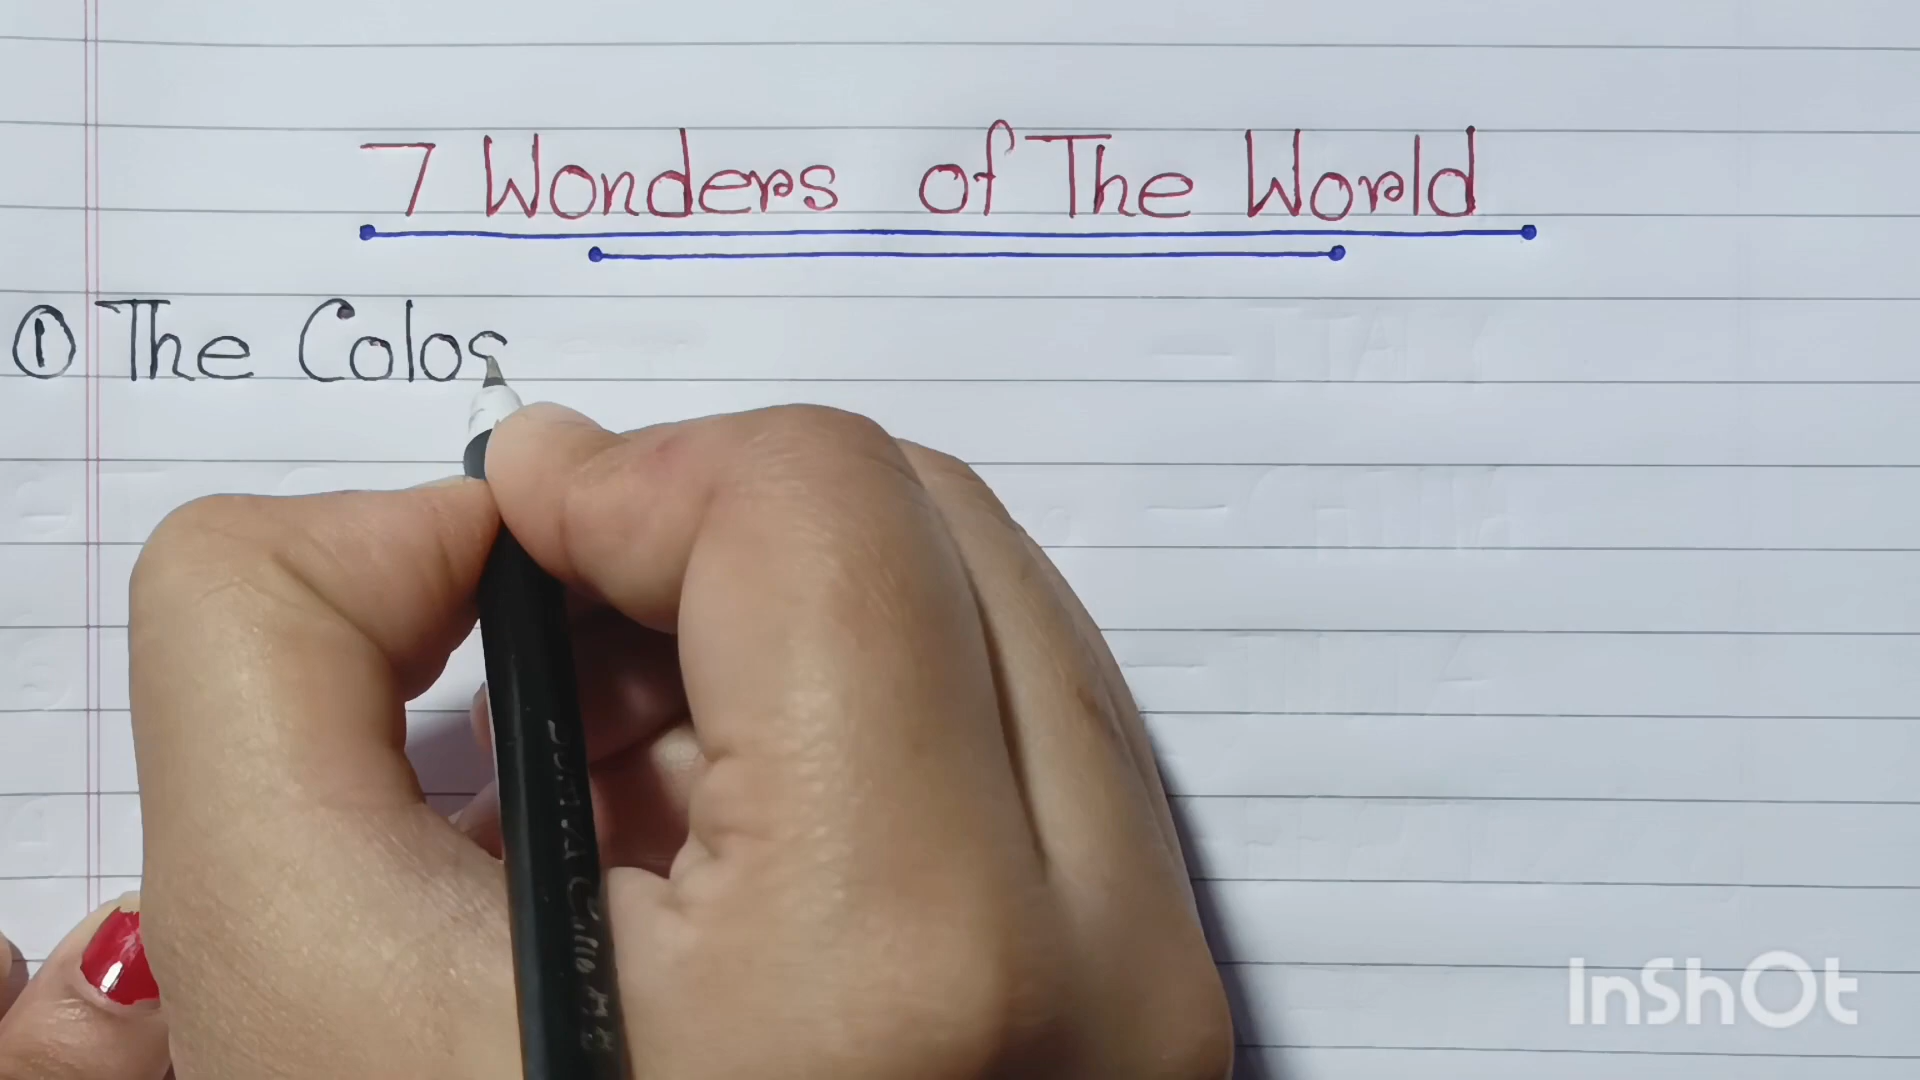 7 Wonders of The World
① The Colos
InShOt